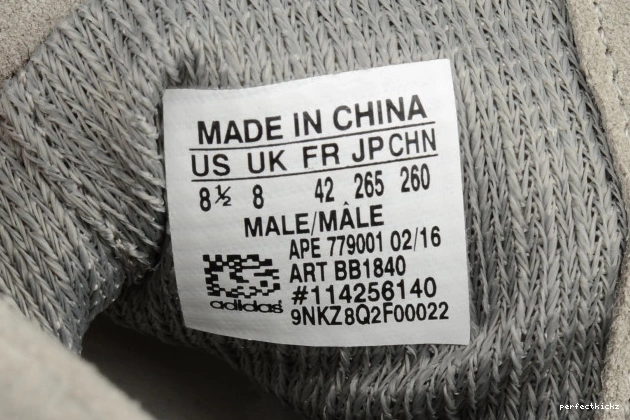 MADE IN CHINA
US UK FR JP CHN
8½ 8 42 265 260
MALE/MÂLE
APE 779001 02/16
ART BB1840
#114256140
9NKZ8Q2F00022
adidas
perfectkickz